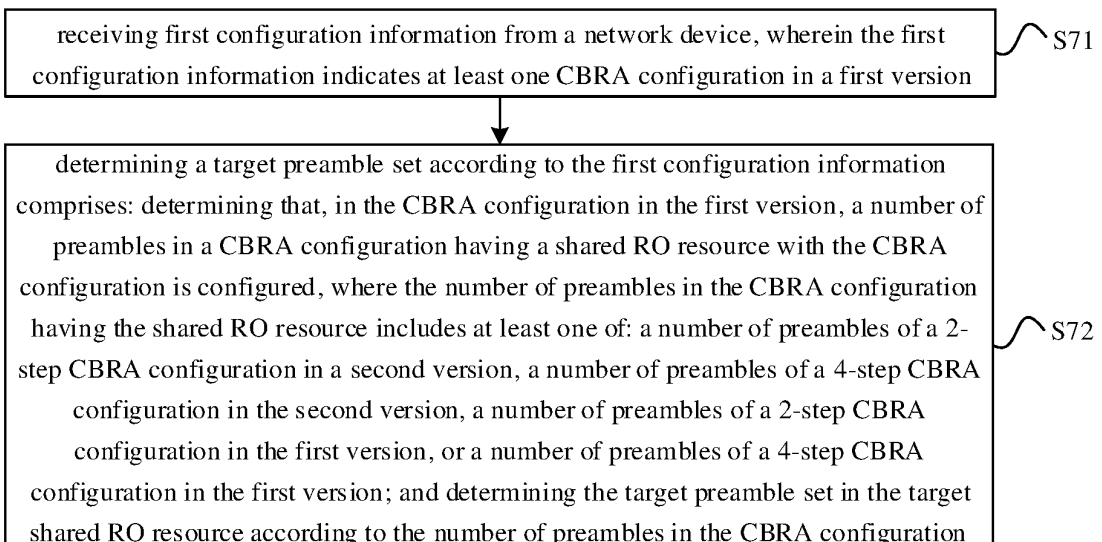 receiving first configuration information from a network device, wherein the first
configuration information indicates at least one CBRA configuration in a first version
S71
determining a target preamble set according to the first configuration information
comprises: determining that, in the CBRA configuration in the first version, a number of
preambles in a CBRA configuration having a shared RO resource with the CBRA
configuration is configured, where the number of preambles in the CBRA configuration
having the shared RO resource includes at least one of: a number of preambles of a 2-
step CBRA configuration in a second version, a number of preambles of a 4-step CBRA
configuration in the second version, a number of preambles of a 2-step CBRA
configuration in the first version, or a number of preambles of a 4-step CBRA
configuration in the first version; and determining the target preamble set in the target
shared RO resource according to the number of preambles in the CBRA configuration
S72